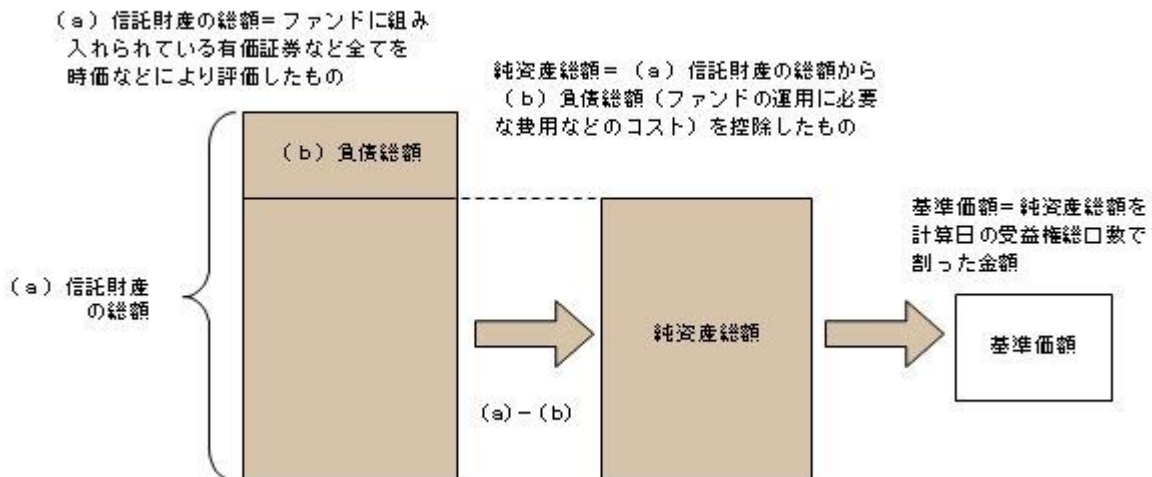 (a)信託財産の総額=ファンドに組み
入れられている有価証券など全てを
時価などにより評価したもの
純資産総額=(a)信託財産の総額から
(b)負債総額(ファンドの運用に必要
な費用などのコスト)を控除したもの
(b)負債総額
基準価額=純資産総額を
計算日の受益権総口数で
割った金額
(a)信託財産
の総額
純資産総額
基準価額
(a)-(b)